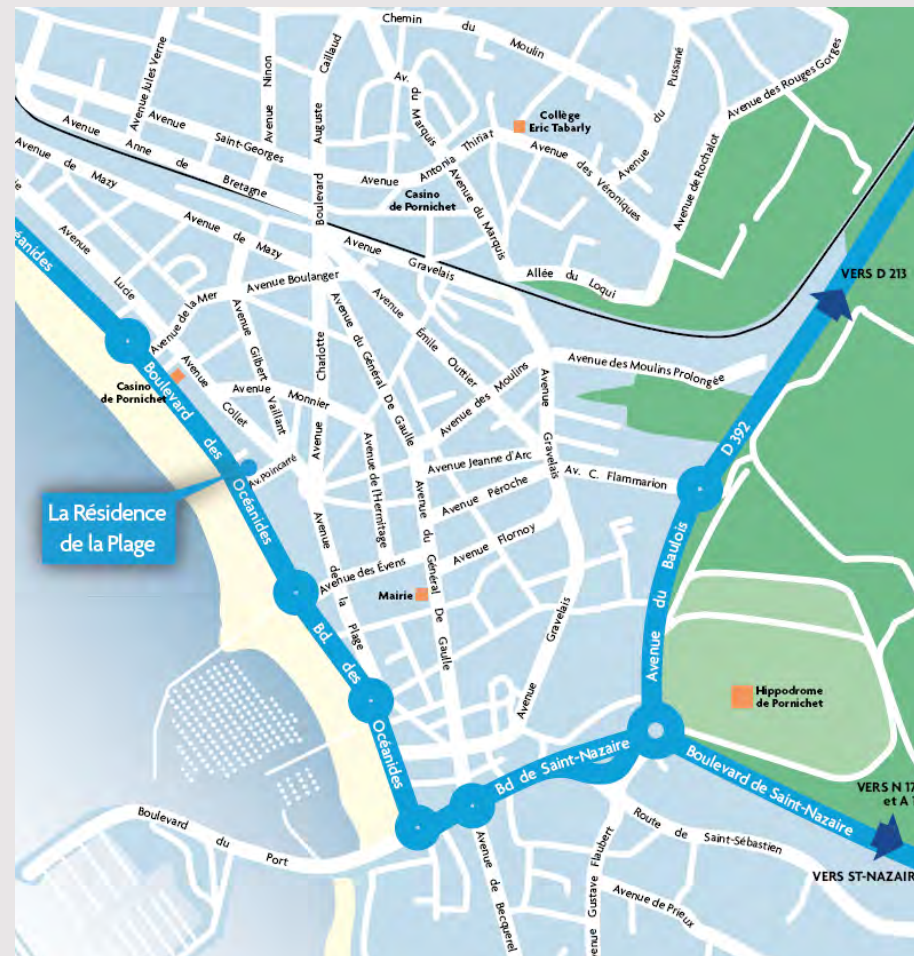 Chemin du Moulin
Avenue Jules Verne
Avenue Ninon
Boulevard Auguste Caillaud
Av. du Marquis
Avenue du Pussané
Avenue des Rouges Gorges
Collège
Eric Tabarly
Avenue Saint-Georges
Avenue Anne de Bretagne
Avenue Antonia Thiriat
Avenue des Véroniques
Avenue de Rochalot
Casino
de Pornichet
Avenue du Marquis
Avenue de Mazy
Avenue de Mazy
Avenue Gravelais
Allée du Loqui
VERS D 213
Océanides
Avenue Lucie
Avenue de la Mer
Avenue Boulanger
Avenue Gilbert Vaillant
Avenue Charlotte
Avenue du Général De Gaulle
Avenue Émile Outtier
Avenue des Moulins Prolongée
Avenue des Moulins
Casino
de Pornichet
Avenue Collet
Avenue Monnier
Boulevard des Océanides
Avenue Gravelais
D 392
Avenue Jeanne d'Arc
Av. C. Flammarion
Av. Poincarré
Avenue de l'Hermitage
Avenue Péroche
La Résidence
de la Plage
Avenue de la Plage
Avenue des Évens
Avenue Flornoy
Mairie
Avenue du Général De Gaulle
Avenue Gravelais
Avenue du Baulois
Bd. des Océanides
Hippodrome
de Pornichet
Bd de Saint-Nazaire
Boulevard de Saint-Nazaire
VERS N 17
et A
VERS ST-NAZAIR
Boulevard du Port
Avenue de Becquerel
enue Gustave Flaubert
Route de Saint-Sébastien
Avenue de Prieux